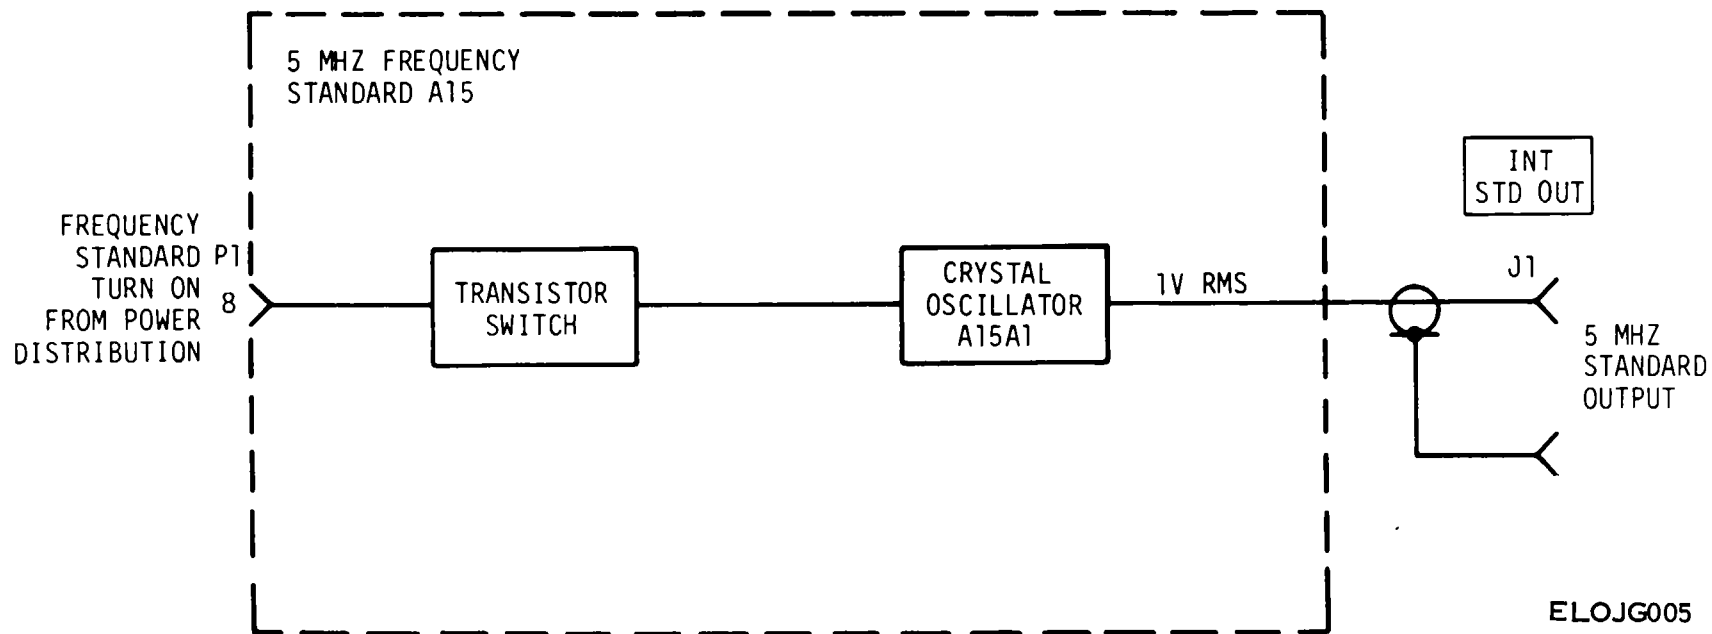 5 MHZ FREQUENCY
STANDARD A15
FREQUENCY
STANDARD P1
TURN ON
8
FROM POWER
DISTRIBUTION
TRANSISTOR
SWITCH
CRYSTAL
OSCILLATOR
A15A1
1V RMS
INT
STD OUT
J1
5 MHZ
STANDARD
OUTPUT
ELOJG005